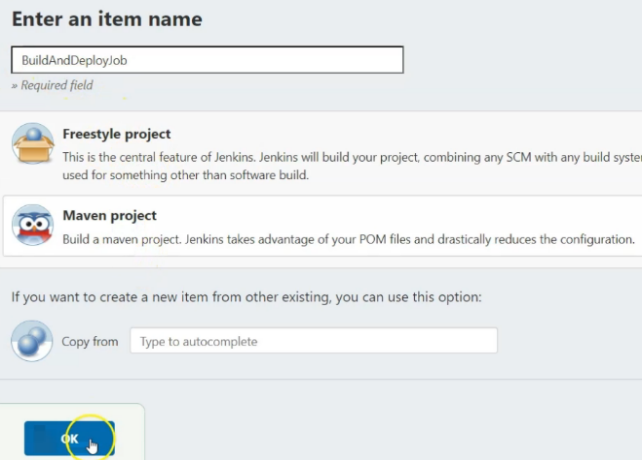 Enter an item name
BuildAndDeployJob
» Required field
Freestyle project
This is the central feature of Jenkins. Jenkins will build your project, combining any SCM with any build
used for something other than software build.
Maven project
Build a maven project. Jenkins takes advantage of your POM files and drastically reduces the configuration.
If you want to create a new item from other existing, you can use this option:
Copy from
Type to autocomplete
OK